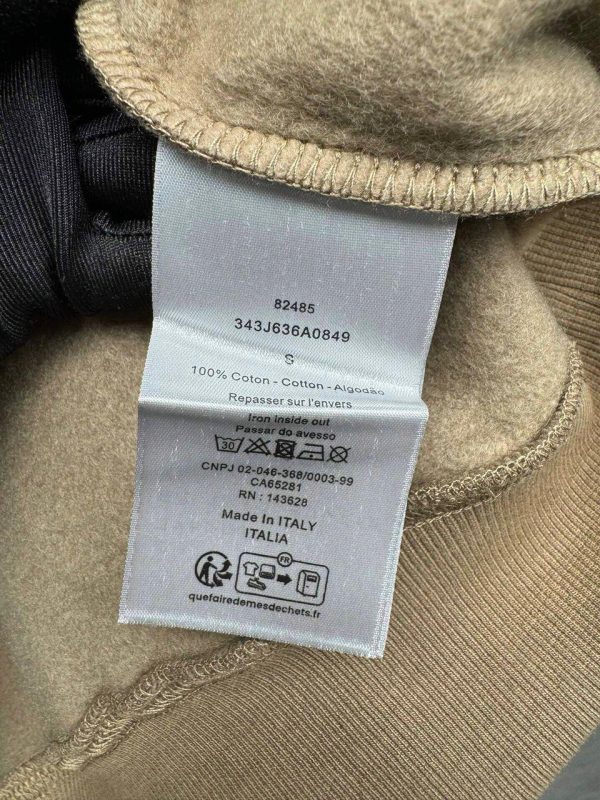 82485
343J636A0849
S
100% Coton - Cotton - Algodão
Repasser sur l'envers
Iron inside out
Passar do avesso
30
CNPJ 02-046-368/0003-99
CA65281
RN : 143628
Made In ITALY
ITALIA
FR
quefairedemesdechets.fr